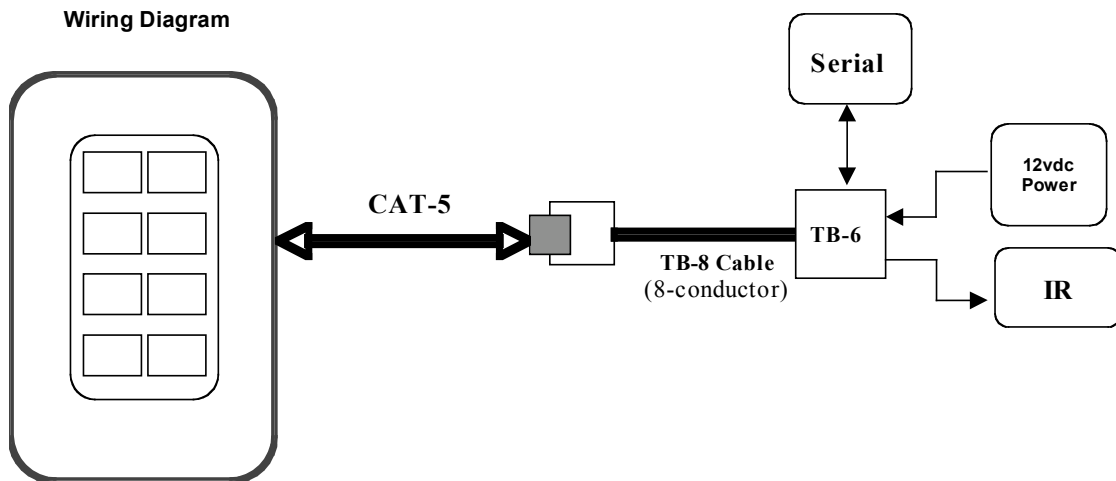 Wiring Diagram
Serial
12vdc
Power
CAT-5
TB-6
TB-8 Cable
(8-conductor)
IR